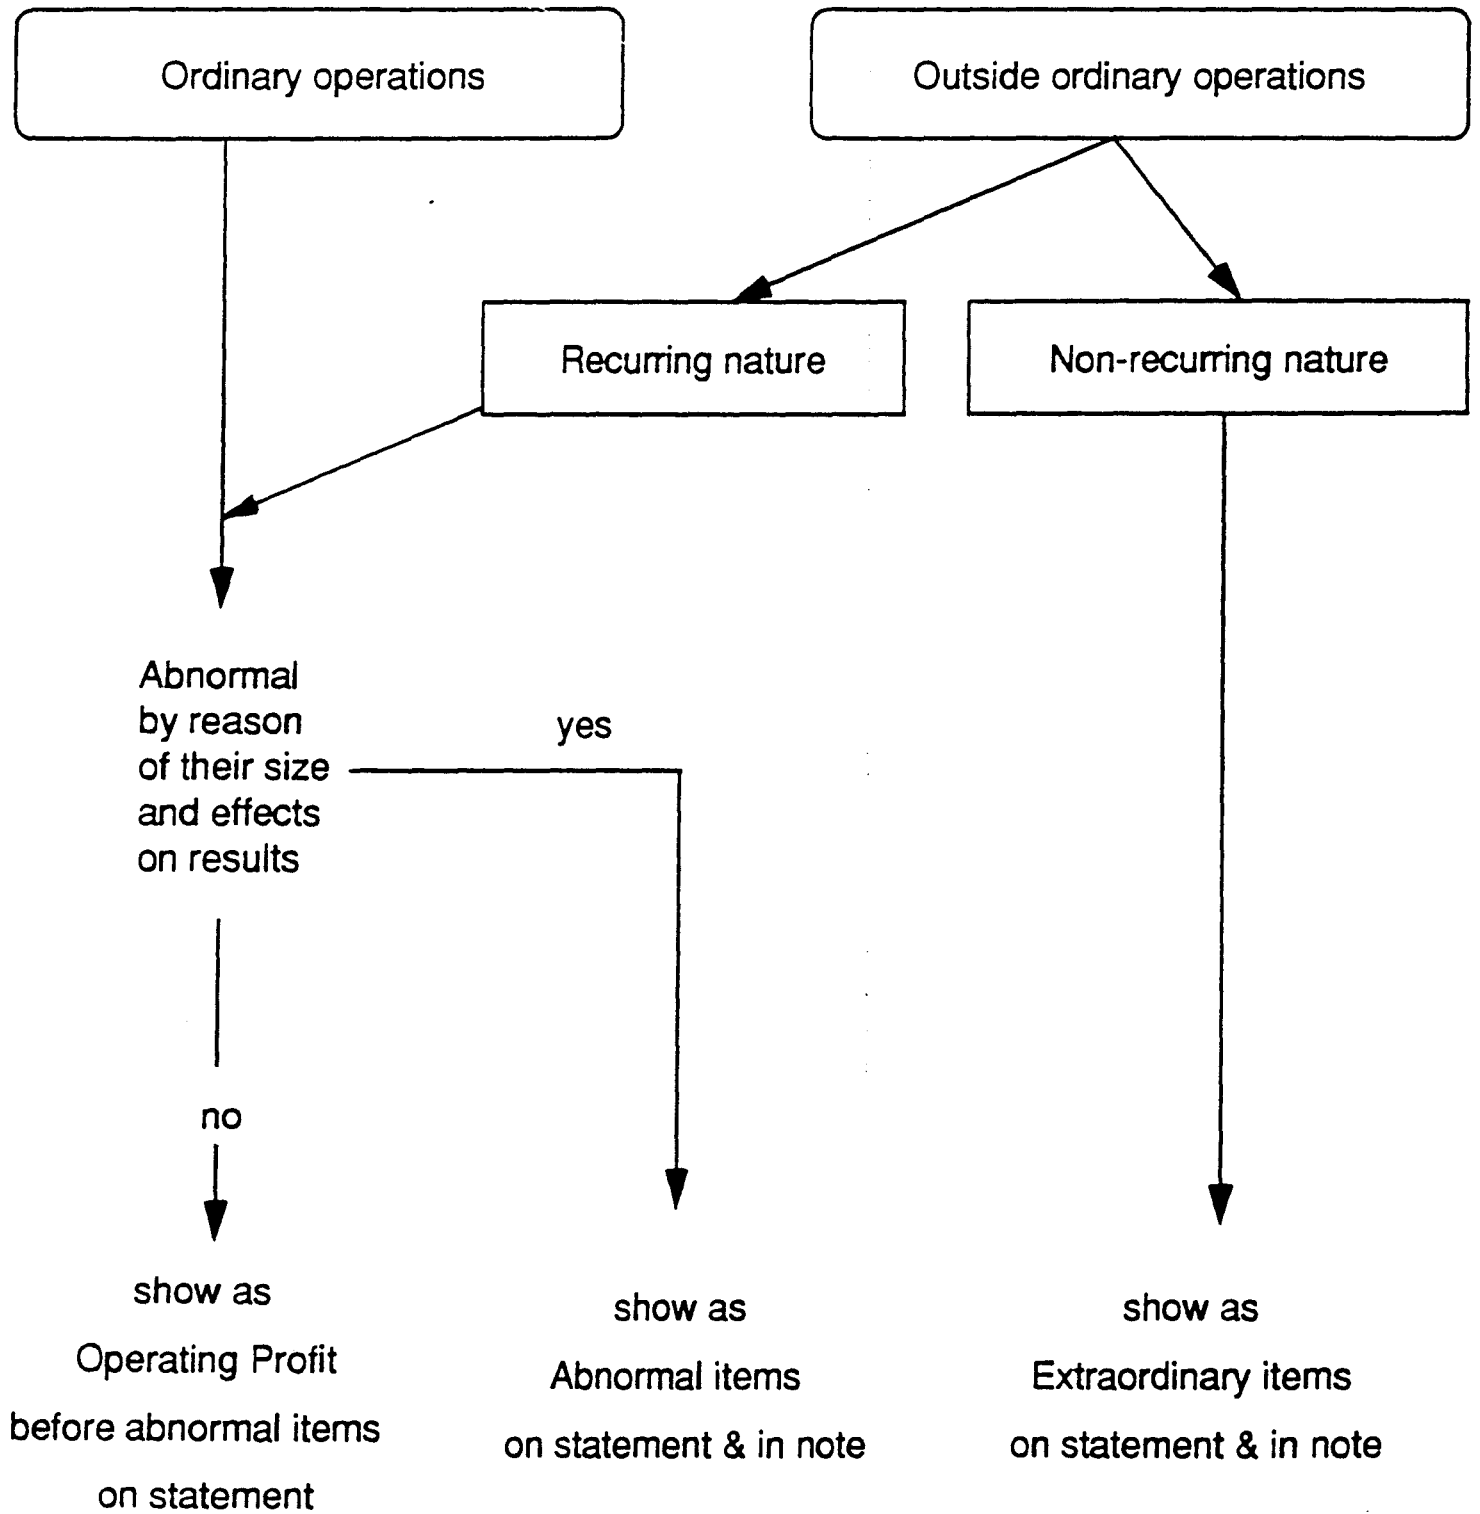 Ordinary operations
Outside ordinary operations
Recurring nature
Non-recurring nature
Abnormal
by reason
of their size
and effects
on results
yes
no
show as
Operating Profit
before abnormal items
on statement
show as
Abnormal items
on statement & in note
show as
Extraordinary items
on statement & in note